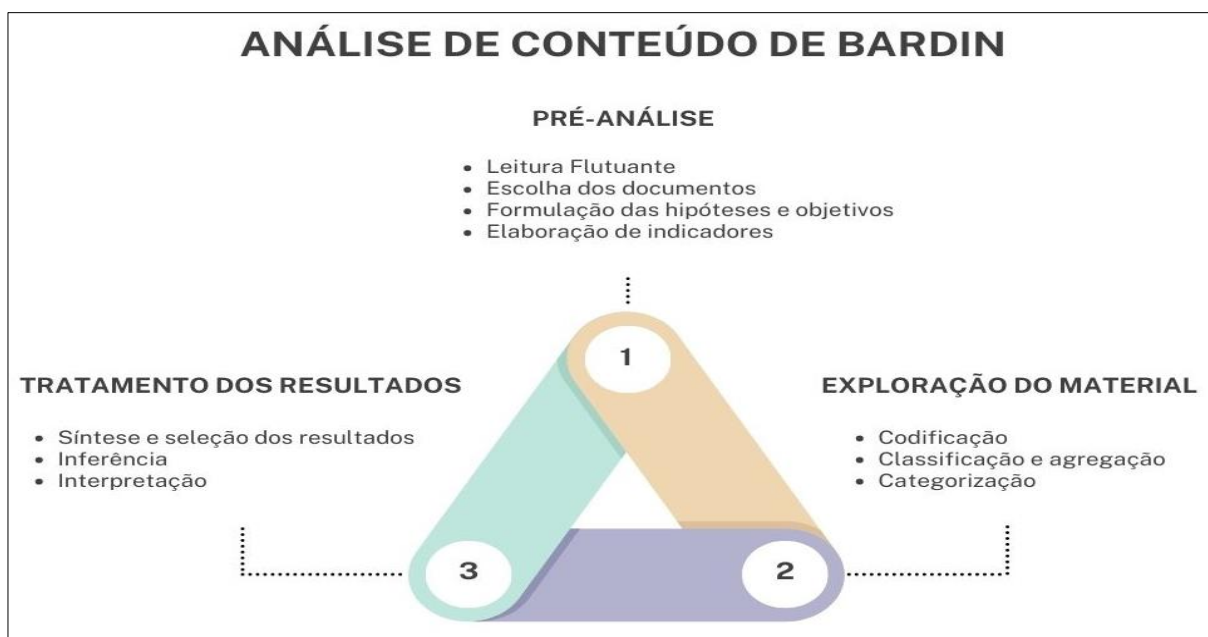 ANÁLISE DE CONTEÚDO DE BARDIN
PRÉ-ANÁLISE
• Leitura Flutuante
• Escolha dos documentos
• Formulação das hipóteses e objetivos
• Elaboração de indicadores
1
EXPLORAÇÃO DO MATERIAL
• Codificação
• Classificação e agregação
• Categorização
2
TRATAMENTO DOS RESULTADOS
• Síntese e seleção dos resultados
• Inferência
• Interpretação
3